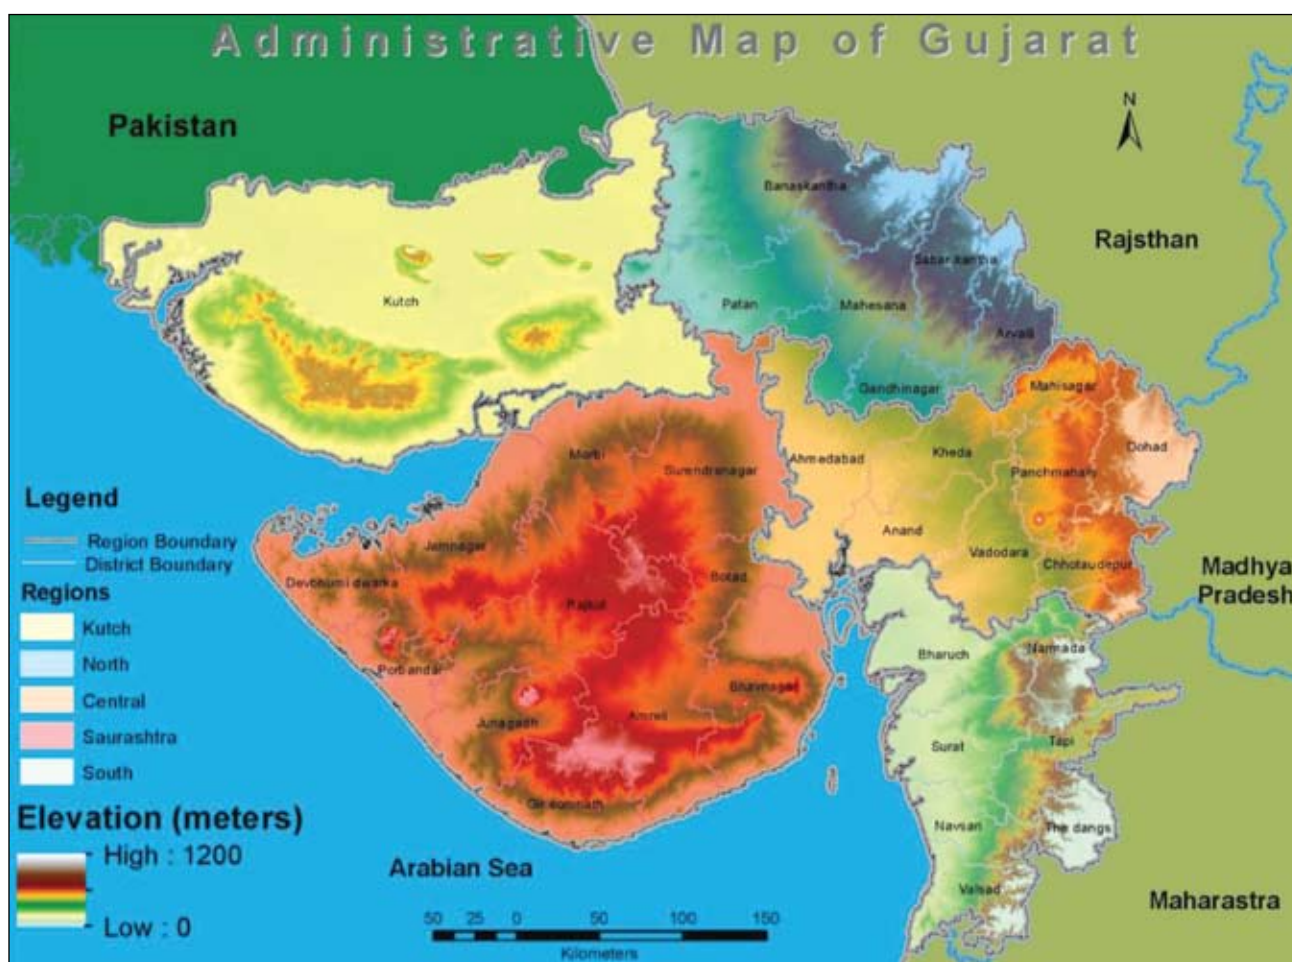 Administrative Map of Gujarat
Pakistan
N
Banaskantha
Rajsthan
Sabarkantha
Kutch
Patan
Mahesana
Arvalli
Gandhinagar
Mahisagar
Morbi
Surendranagar
Ahmedabad
Kheda
Panchmahals
Dohad
Legend
Region Boundary
District Boundary
Regions
Kutch
North
Central
Saurashtra
South
Jamnagar
Devbhumi dwarka
Rajkot
Botad
Anand
Vadodara
Chhotaudepur
Madhya
Pradesh
Porbandar
Junagadh
Amreli
Bhavnagar
Bharuch
Narmada
Surat
Tapi
Navsari
The dangs
Valsad
Elevation (meters)
High : 1200
Low : 0
Arabian Sea
Maharastra
50 25 0 50 100 150
Kilometers